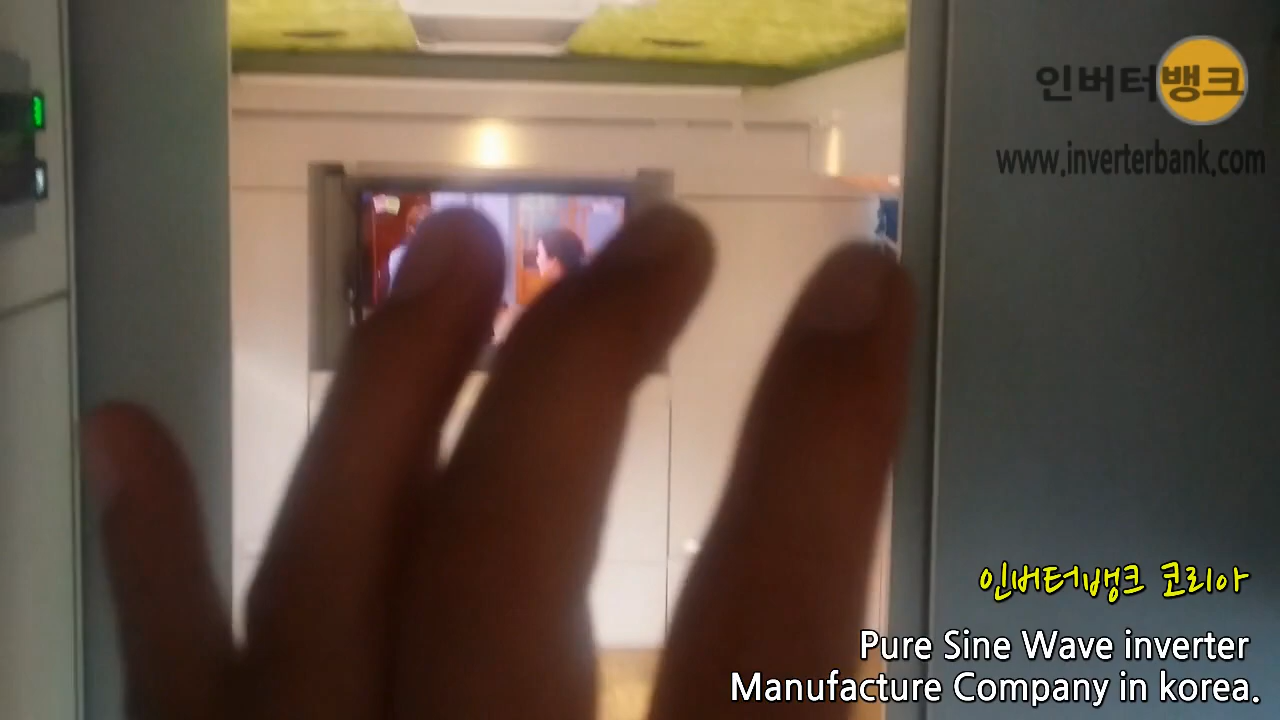 인버터뱅크
www.inverterbank.com
인버터뱅크 코리아
Pure Sine Wave inverter
Manufacture Company in korea.